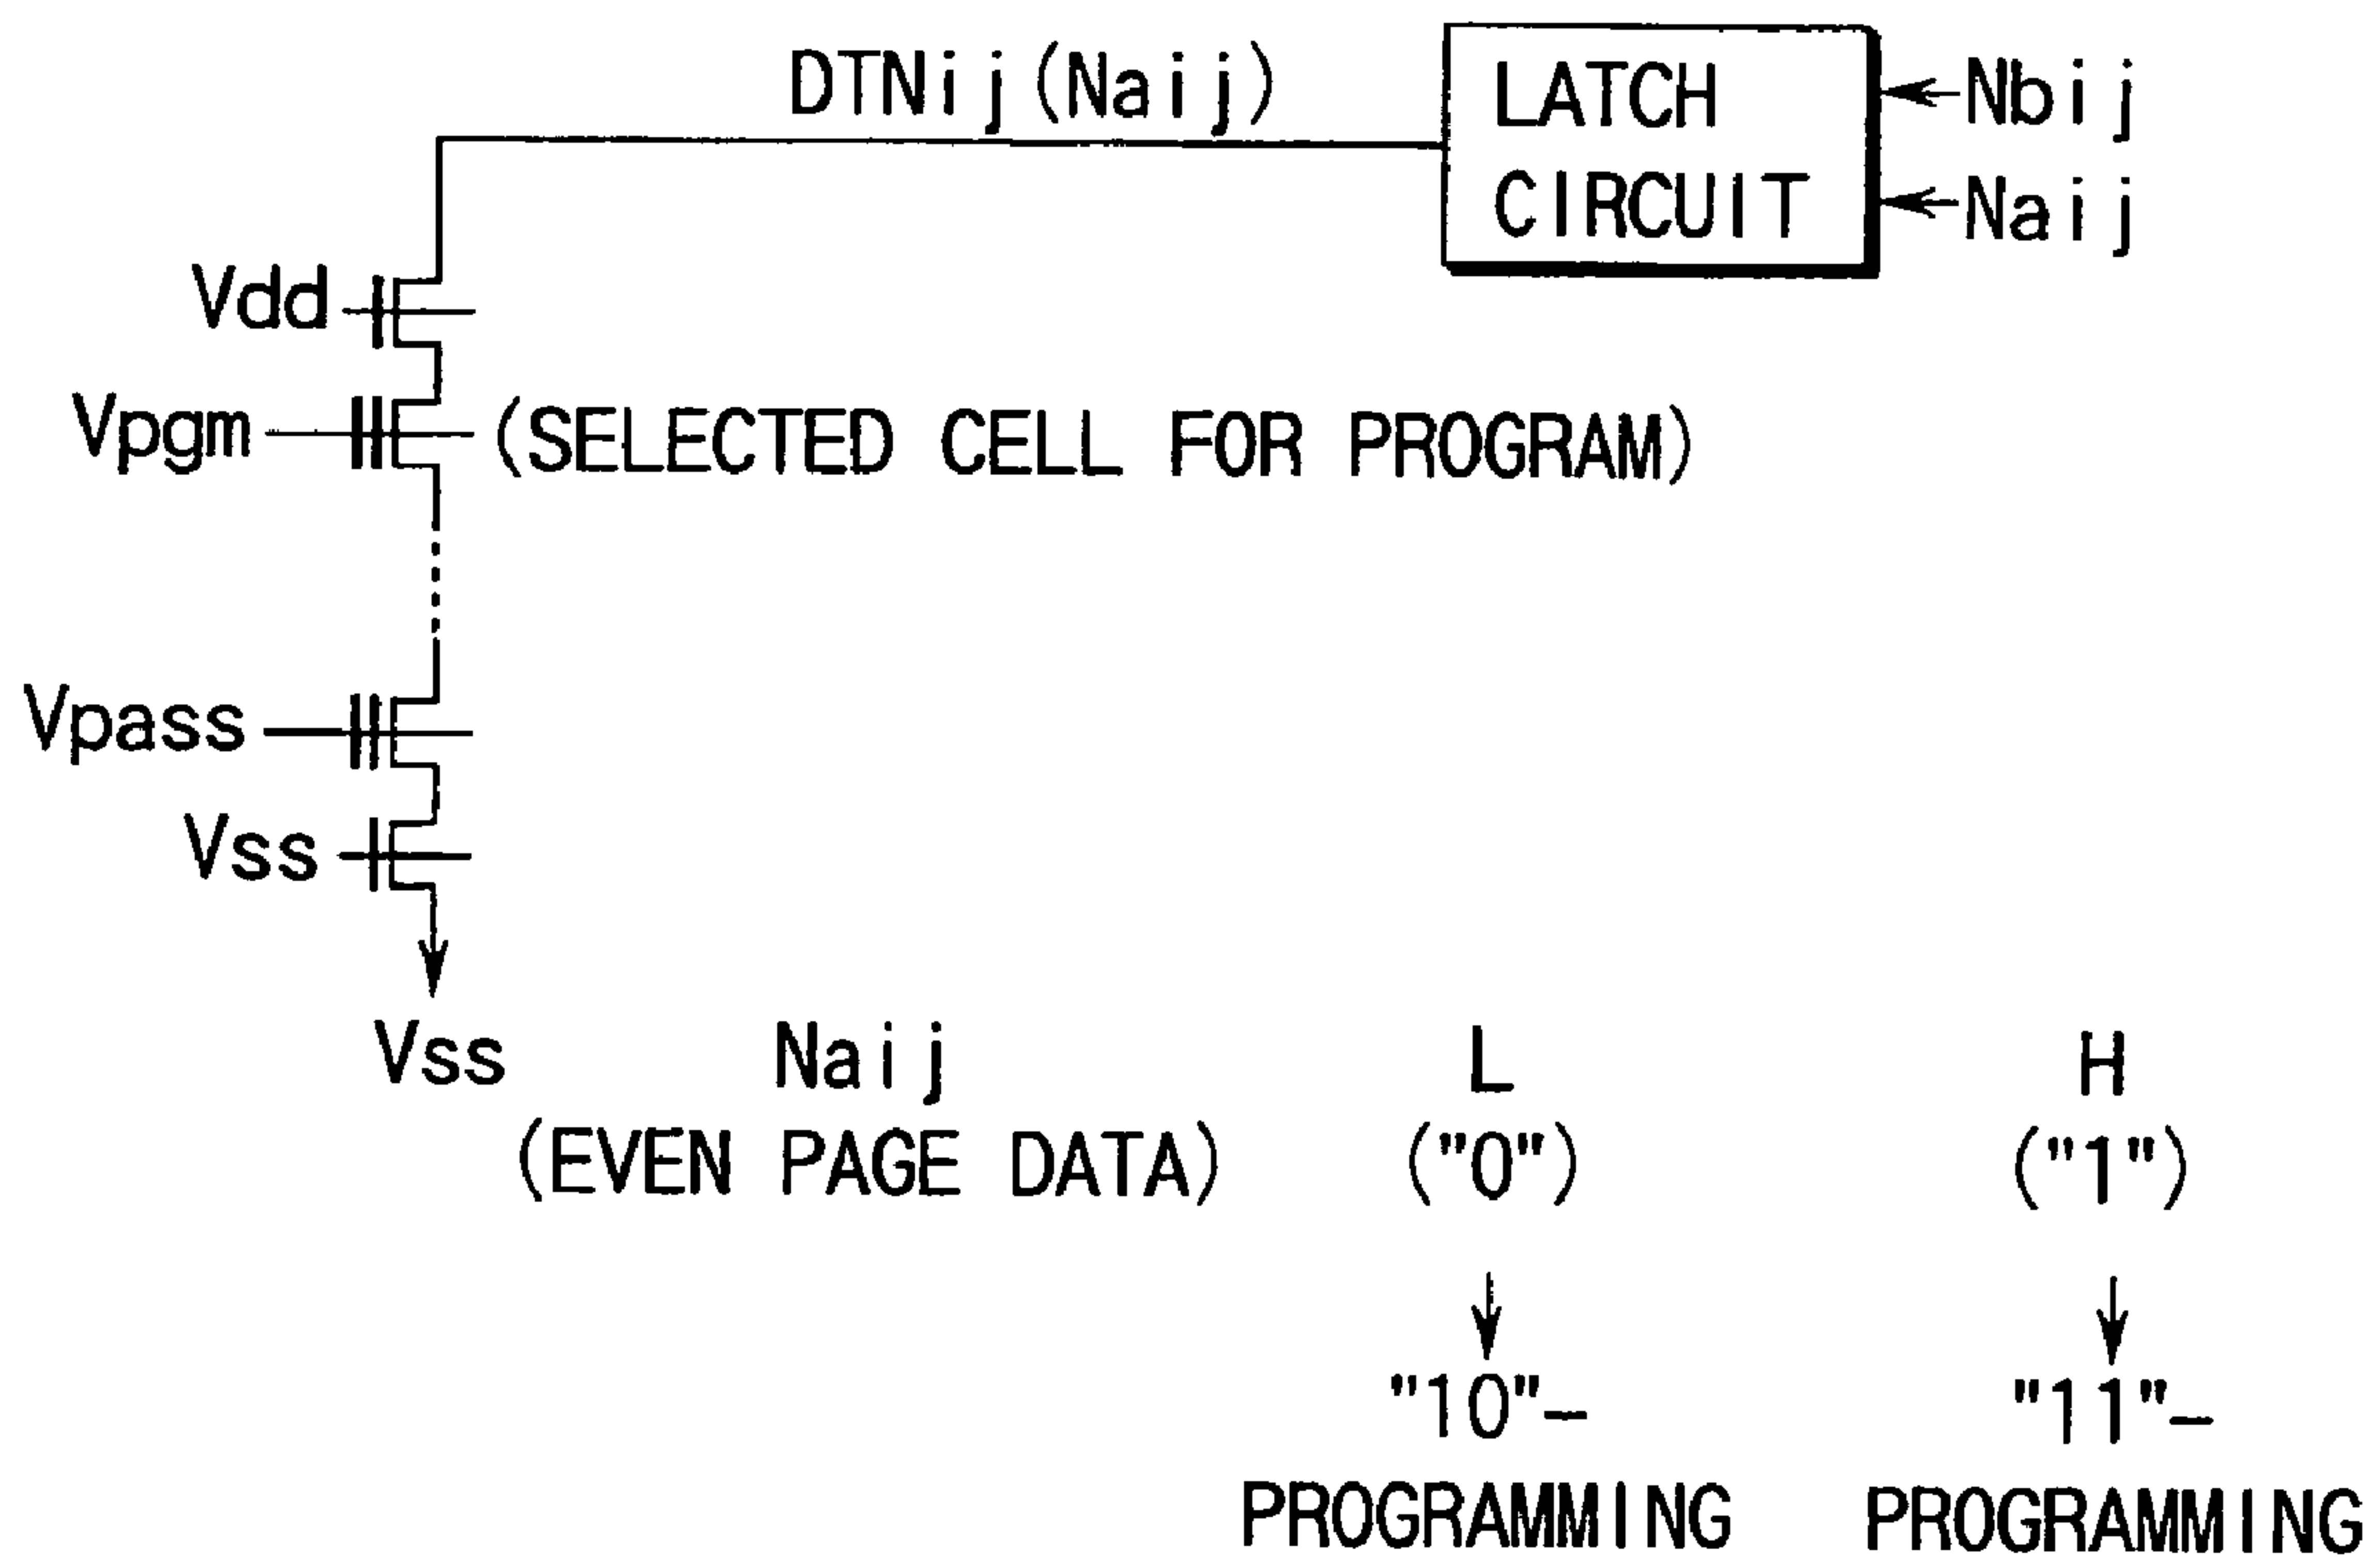 DTNij(Naij)
LATCH
CIRCUIT
Nbij
Naij
Vdd
Vpgm
(SELECTED CELL FOR PROGRAM)
Vpass
Vss
Vss
Naij L H
(EVEN PAGE DATA) ("0") ("1")
"10"– "11"–
PROGRAMMING PROGRAMMING